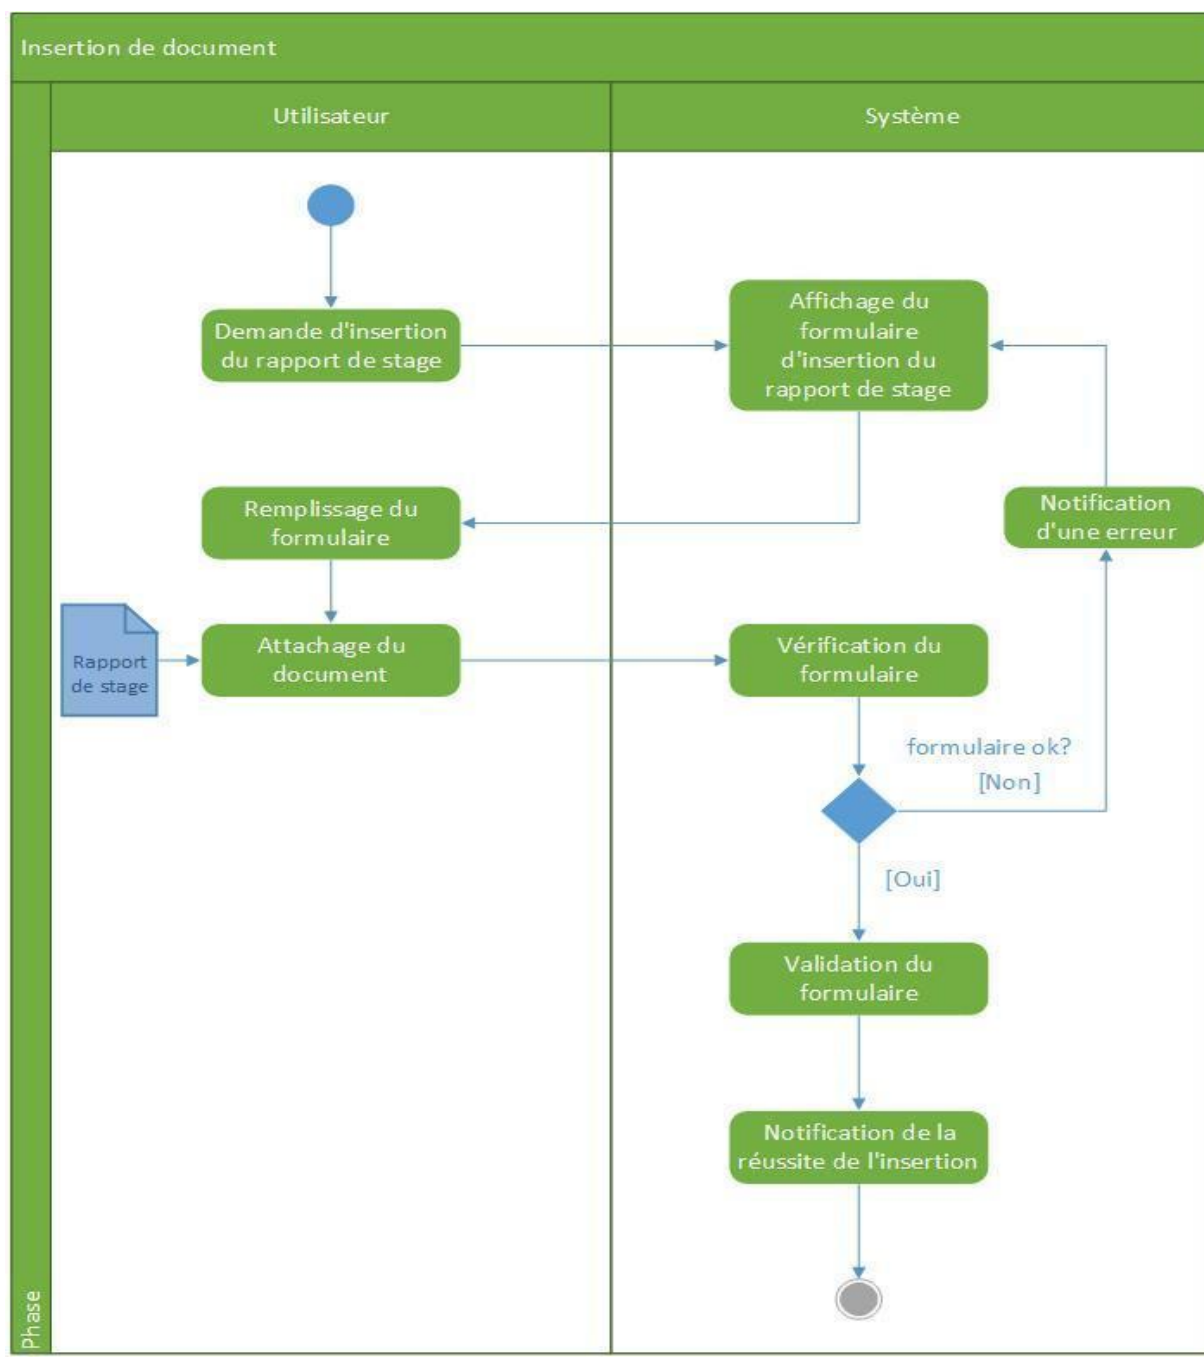 Insertion de document
Utilisateur
Système
Demande d'insertion
du rapport de stage
Affichage du
formulaire
d'insertion du
rapport de stage
Remplissage du
formulaire
Notification
d'une erreur
Rapport
de stage
Attachage du
document
Vérification du
formulaire
formulaire ok?
[Non]
[Oui]
Validation du
formulaire
Notification de la
réussite de l'insertion
Phase